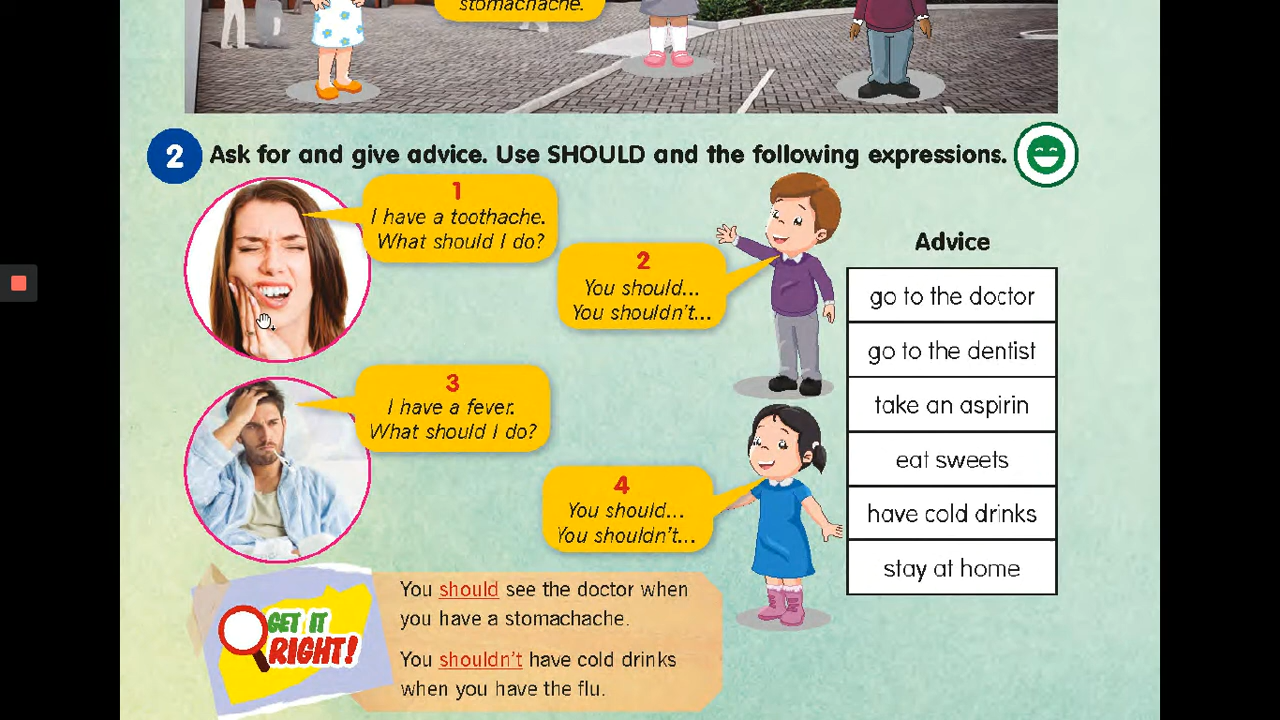 stomachache.
2 Ask for and give advice. Use SHOULD and the following expressions.
1
I have a toothache.
What should I do?
2
You should...
You shouldn't...
3
I have a fever.
What should I do?
4
You should...
You shouldn't...
Advice
go to the doctor
go to the dentist
take an aspirin
eat sweets
have cold drinks
stay at home
GET IT
RIGHT!
You should see the doctor when
you have a stomachache.
You shouldn't have cold drinks
when you have the flu.